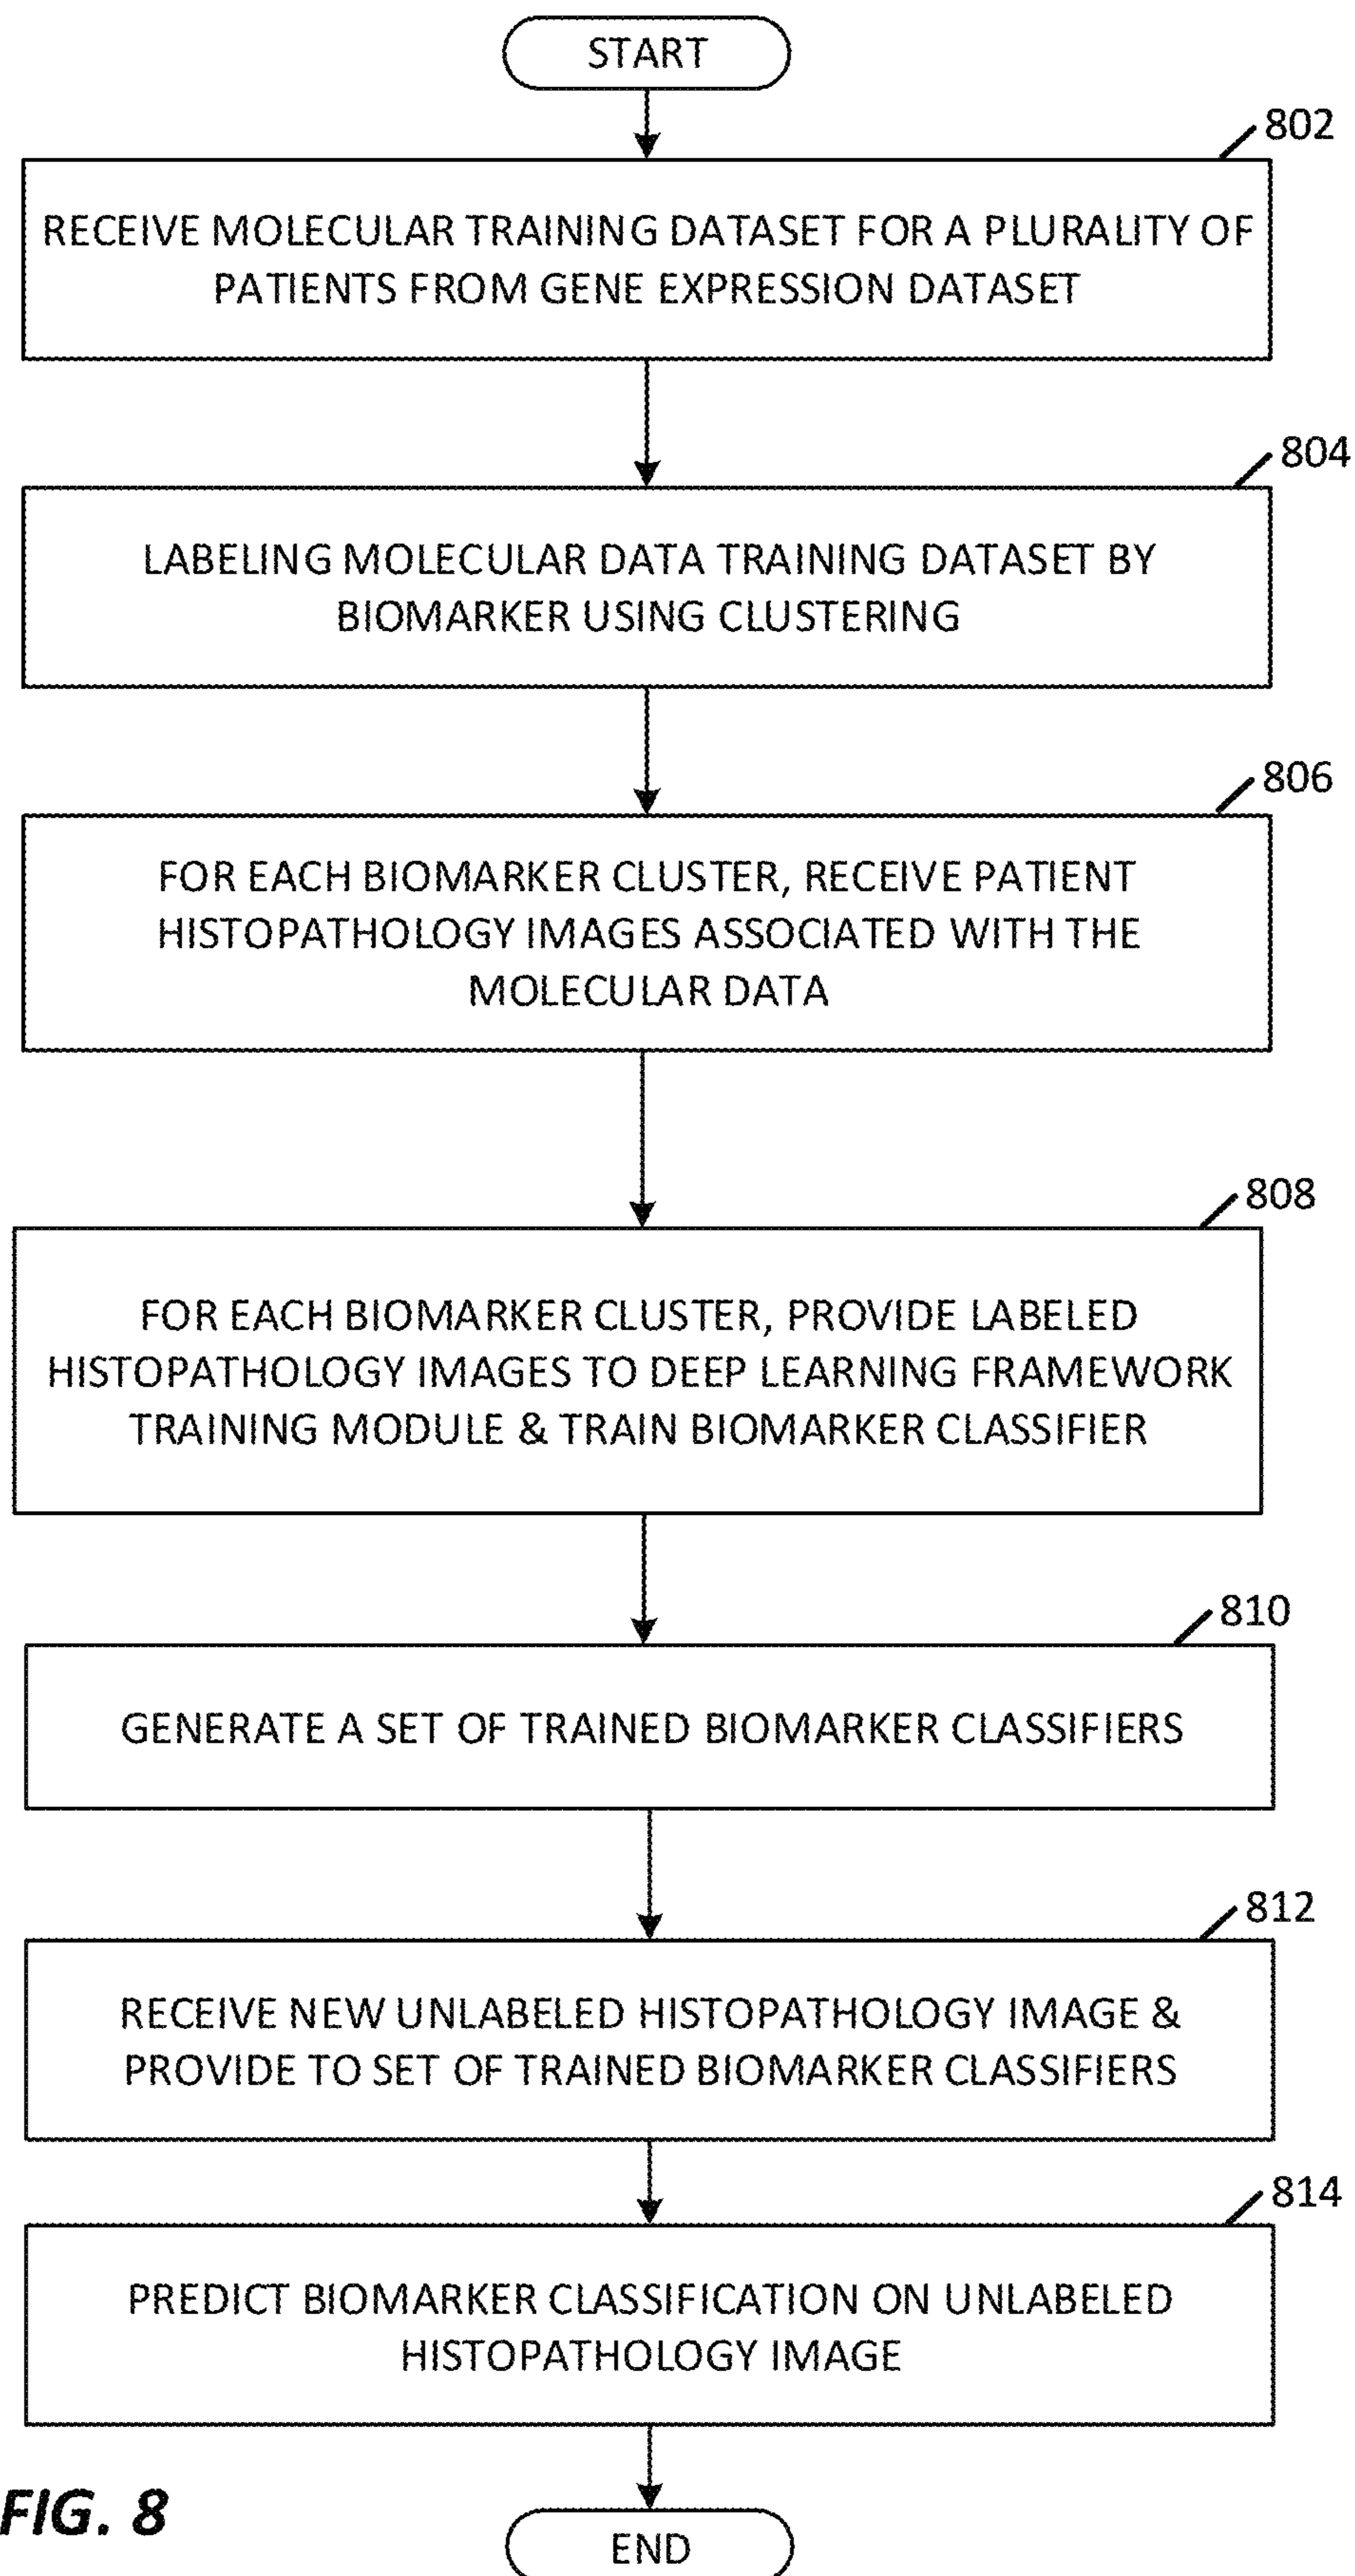 START
802
RECEIVE MOLECULAR TRAINING DATASET FOR A PLURALITY OF
PATIENTS FROM GENE EXPRESSION DATASET
804
LABELING MOLECULAR DATA TRAINING DATASET BY
BIOMARKER USING CLUSTERING
806
FOR EACH BIOMARKER CLUSTER, RECEIVE PATIENT
HISTOPATHOLOGY IMAGES ASSOCIATED WITH THE
MOLECULAR DATA
808
FOR EACH BIOMARKER CLUSTER, PROVIDE LABELED
HISTOPATHOLOGY IMAGES TO DEEP LEARNING FRAMEWORK
TRAINING MODULE & TRAIN BIOMARKER CLASSIFIER
810
GENERATE A SET OF TRAINED BIOMARKER CLASSIFIERS
812
RECEIVE NEW UNLABELED HISTOPATHOLOGY IMAGE &
PROVIDE TO SET OF TRAINED BIOMARKER CLASSIFIERS
814
PREDICT BIOMARKER CLASSIFICATION ON UNLABELED
HISTOPATHOLOGY IMAGE
FIG. 8
END